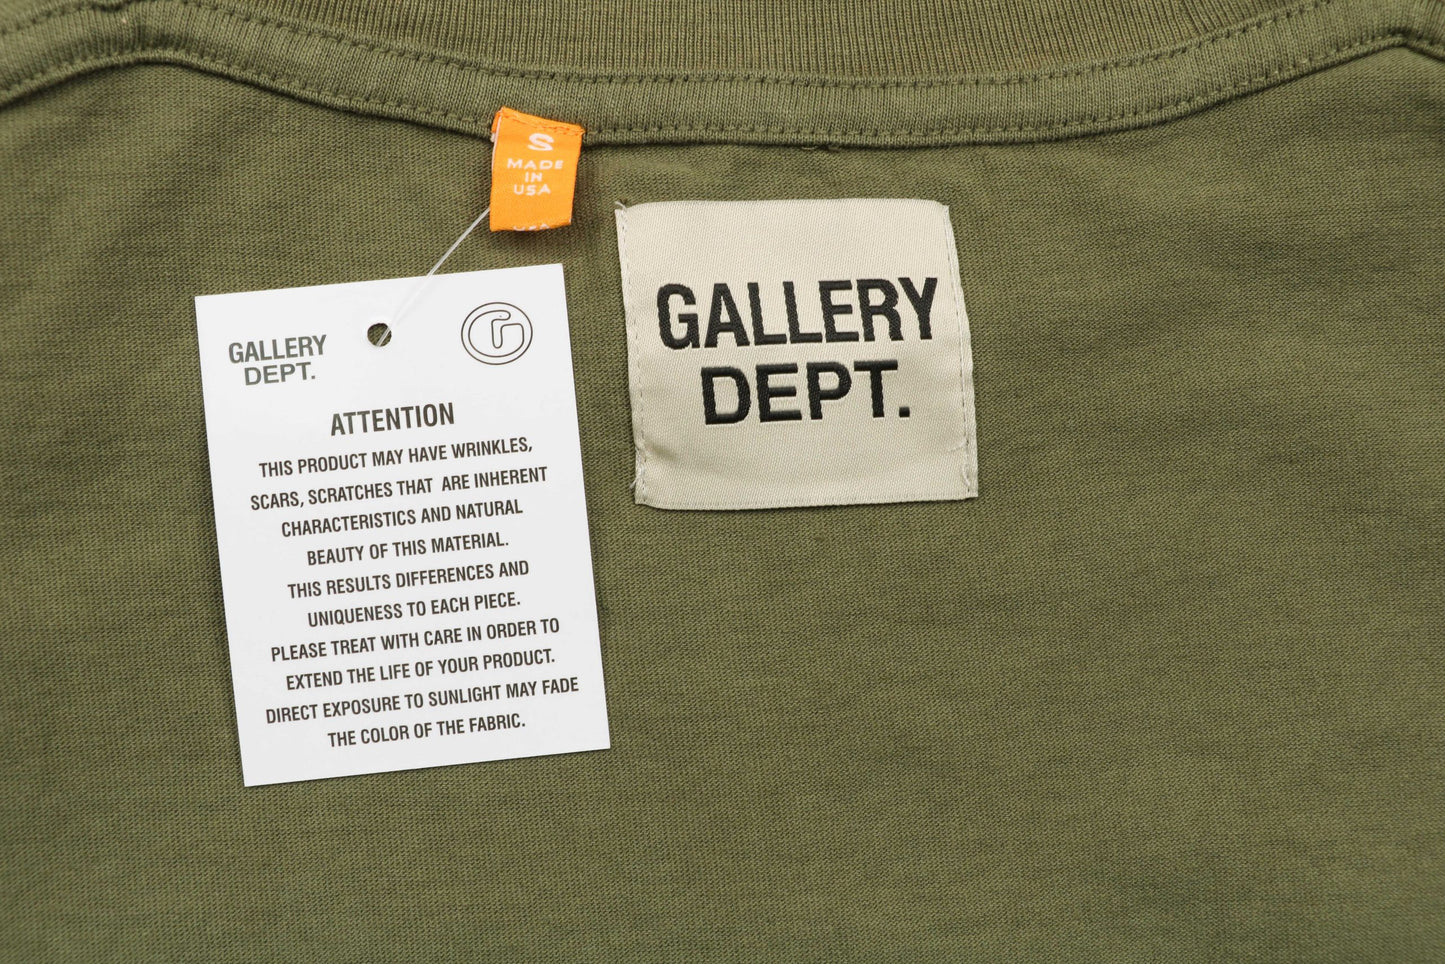 S
MADE
IN
USA
GALLERY
DEPT.
GALLERY
DEPT.
G
ATTENTION
THIS PRODUCT MAY HAVE WRINKLES,
SCARS, SCRATCHES THAT ARE INHERENT
CHARACTERISTICS AND NATURAL
BEAUTY OF THIS MATERIAL.
THIS RESULTS DIFFERENCES AND
UNIQUENESS TO EACH PIECE.
PLEASE TREAT WITH CARE IN ORDER TO
EXTEND THE LIFE OF YOUR PRODUCT.
DIRECT EXPOSURE TO SUNLIGHT MAY FADE
THE COLOR OF THE FABRIC.